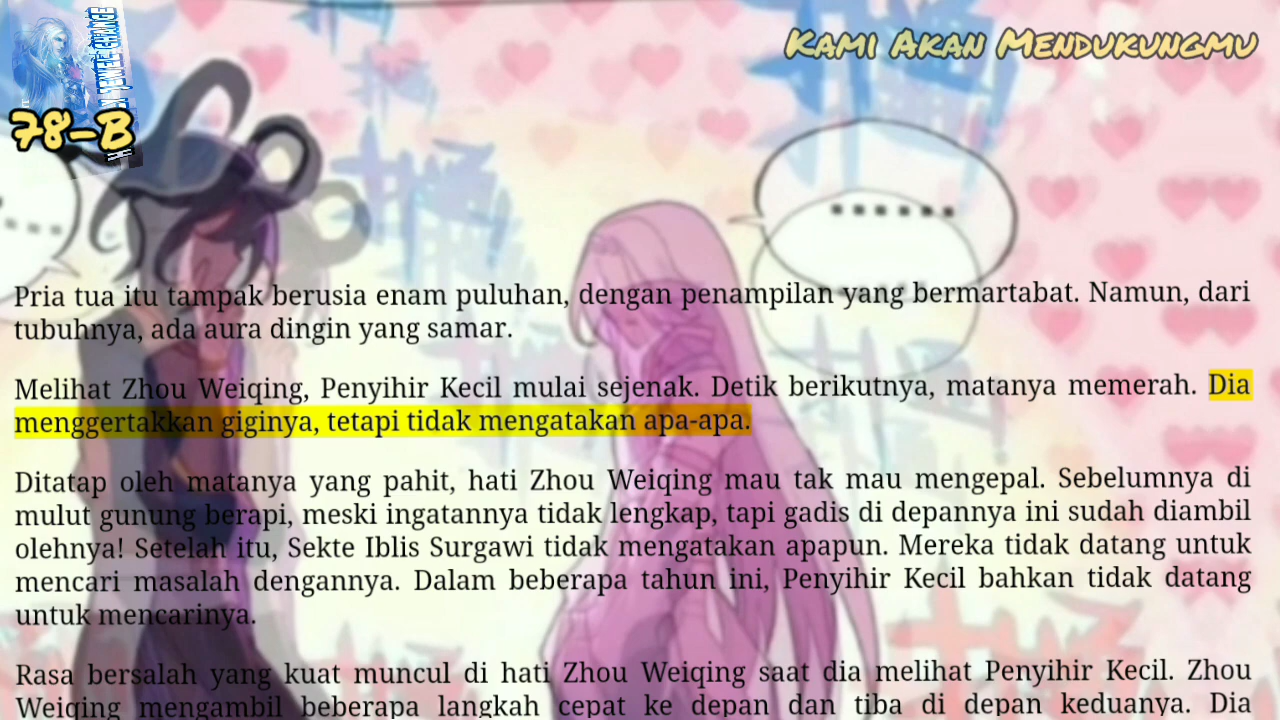 Kami Akan Mendukungmu
78-B
Pria tua itu tampak berusia enam puluhan, dengan penampilan yang bermartabat. Namun, dari
tubuhnya, ada aura dingin yang samar.
Melihat Zhou Weiqing, Penyihir Kecil mulai sejenak. Detik berikutnya, matanya memerah. Dia
menggertakkan giginya, tetapi tidak mengatakan apa-apa.
Ditatap oleh matanya yang pahit, hati Zhou Weiqing mau tak mau mengepal. Sebelumnya di
mulut gunung berapi, meski ingatannya tidak lengkap, tapi gadis di depannya ini sudah diambil
olehnya! Setelah itu, Sekte Iblis Surgawi tidak mengatakan apapun. Mereka tidak datang untuk
mencari masalah dengannya. Dalam beberapa tahun ini, Penyihir Kecil bahkan tidak datang
untuk mencarinya.
Rasa bersalah yang kuat muncul di hati Zhou Weiqing saat dia melihat Penyihir Kecil. Zhou
Weiqing mengambil beberapa langkah cepat ke depan dan tiba di depan keduanya. Dia